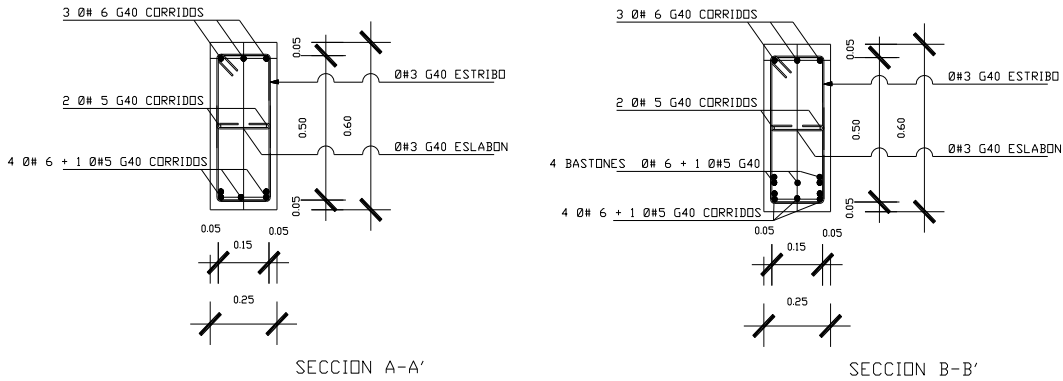 3 Ø# 6 G40 CORRIDOS
0.05
Ø#3 G40 ESTRIBO
2 Ø# 5 G40 CORRIDOS
0.50
0.60
Ø#3 G40 ESLABON
4 Ø# 6 + 1 Ø#5 G40 CORRIDOS
0.05
0.05
0.05
0.15
0.25
SECCION A-A'
3 Ø# 6 G40 CORRIDOS
0.05
Ø#3 G40 ESTRIBO
2 Ø# 5 G40 CORRIDOS
0.50
0.60
Ø#3 G40 ESLABON
4 BASTONES Ø# 6 + 1 Ø#5 G40
0.05
4 Ø# 6 + 1 Ø#5 G40 CORRIDOS
0.05
0.05
0.15
0.25
SECCION B-B'